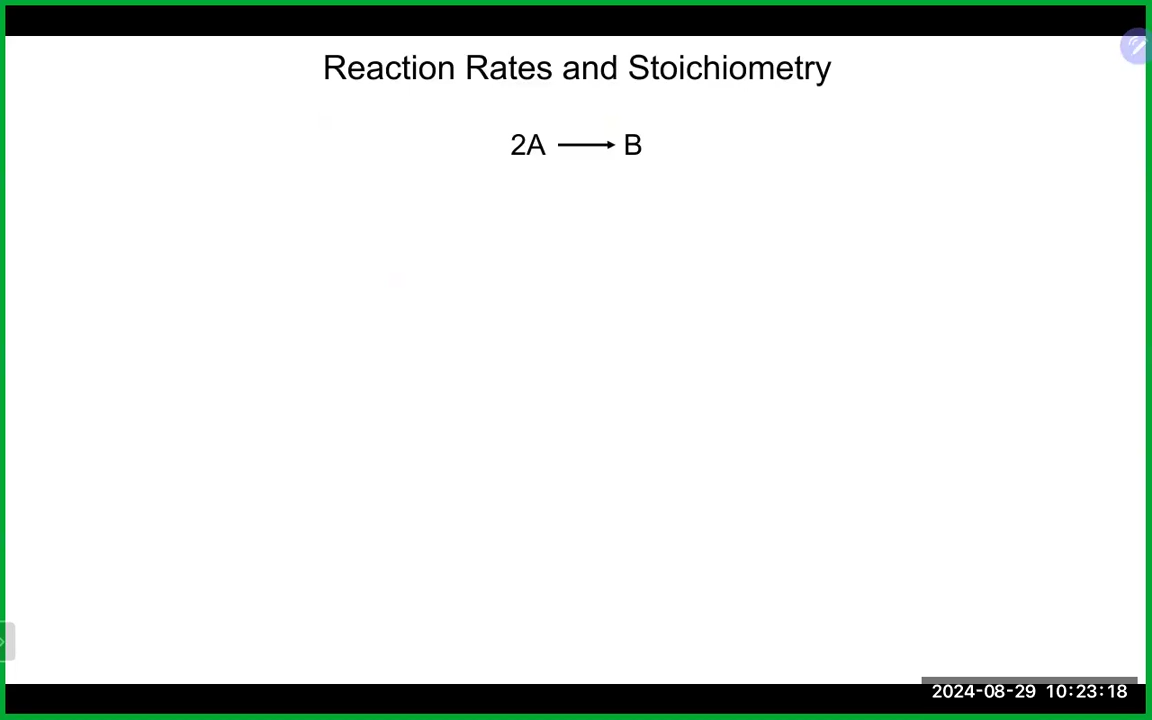 Reaction Rates and Stoichiometry
2A ⟶ B
2024-08-29 10:23:18